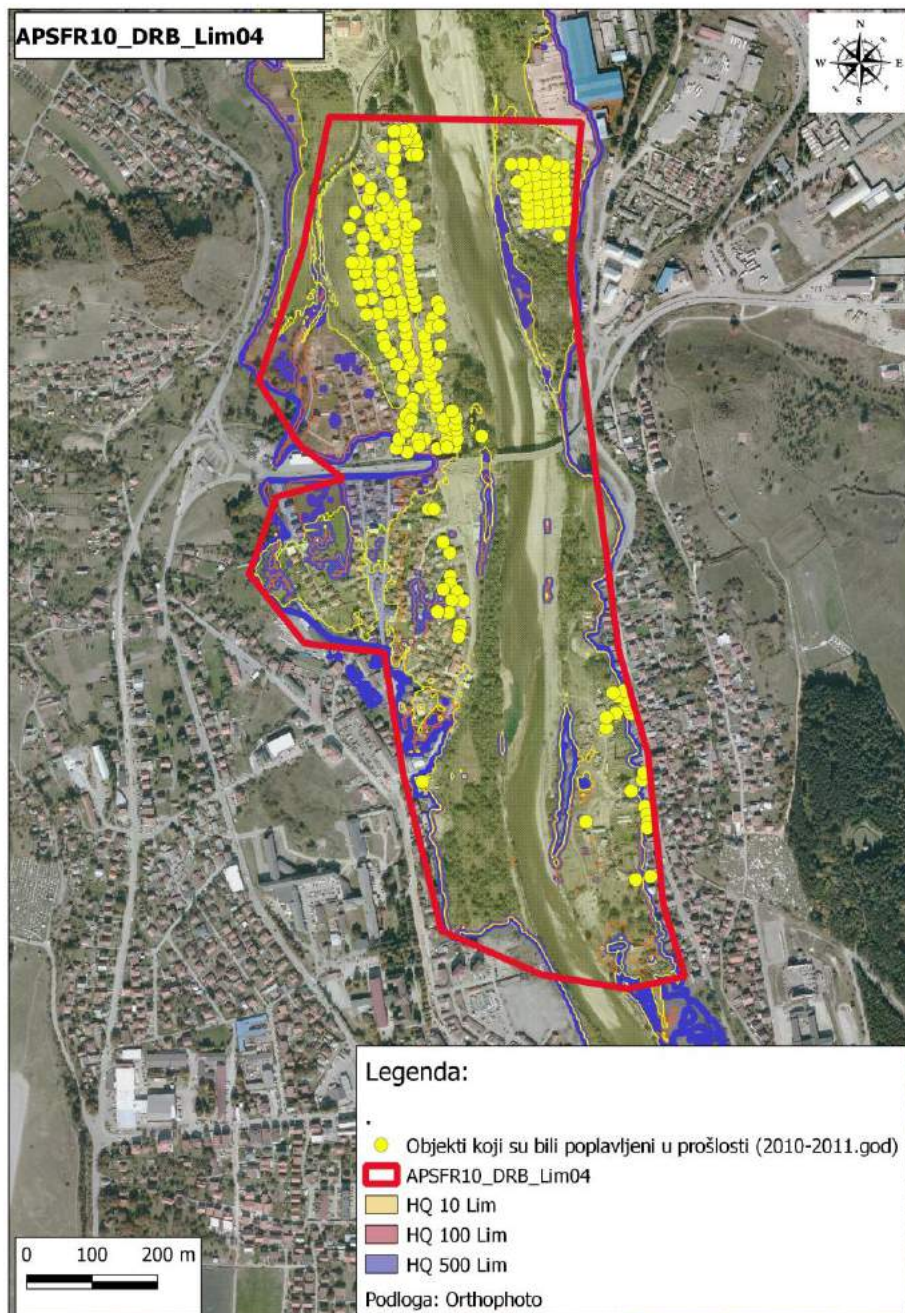 APSFR10_DRB_Lim04
N
W E
S
Legenda:
.
Objekti koji su bili poplavljeni u prošlosti (2010-2011.god)
APSFR10_DRB_Lim04
HQ 10 Lim
HQ 100 Lim
HQ 500 Lim
Podloga: Orthophoto
0 100 200 m